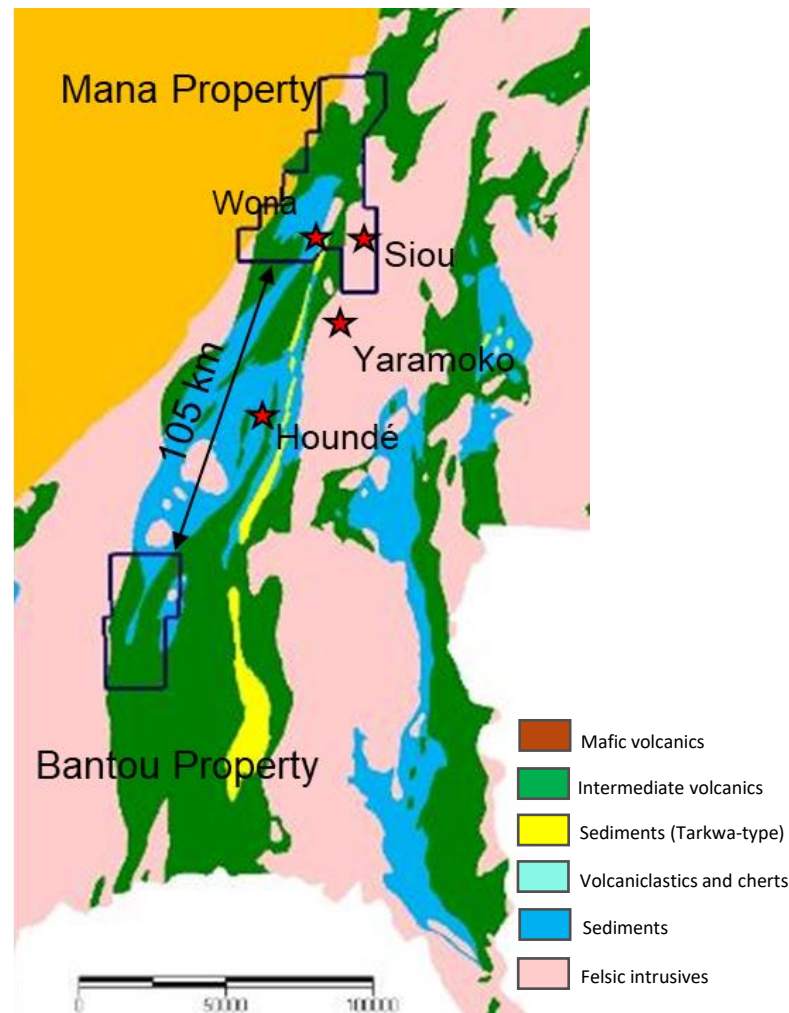 Mana Property
Wona
Siou
Yaramoko
105 km
Houndé
Bantou Property
Mafic volcanics
Intermediate volcanics
Sediments (Tarkwa-type)
Volcaniclastics and cherts
Sediments
Felsic intrusives
0 50000 100000